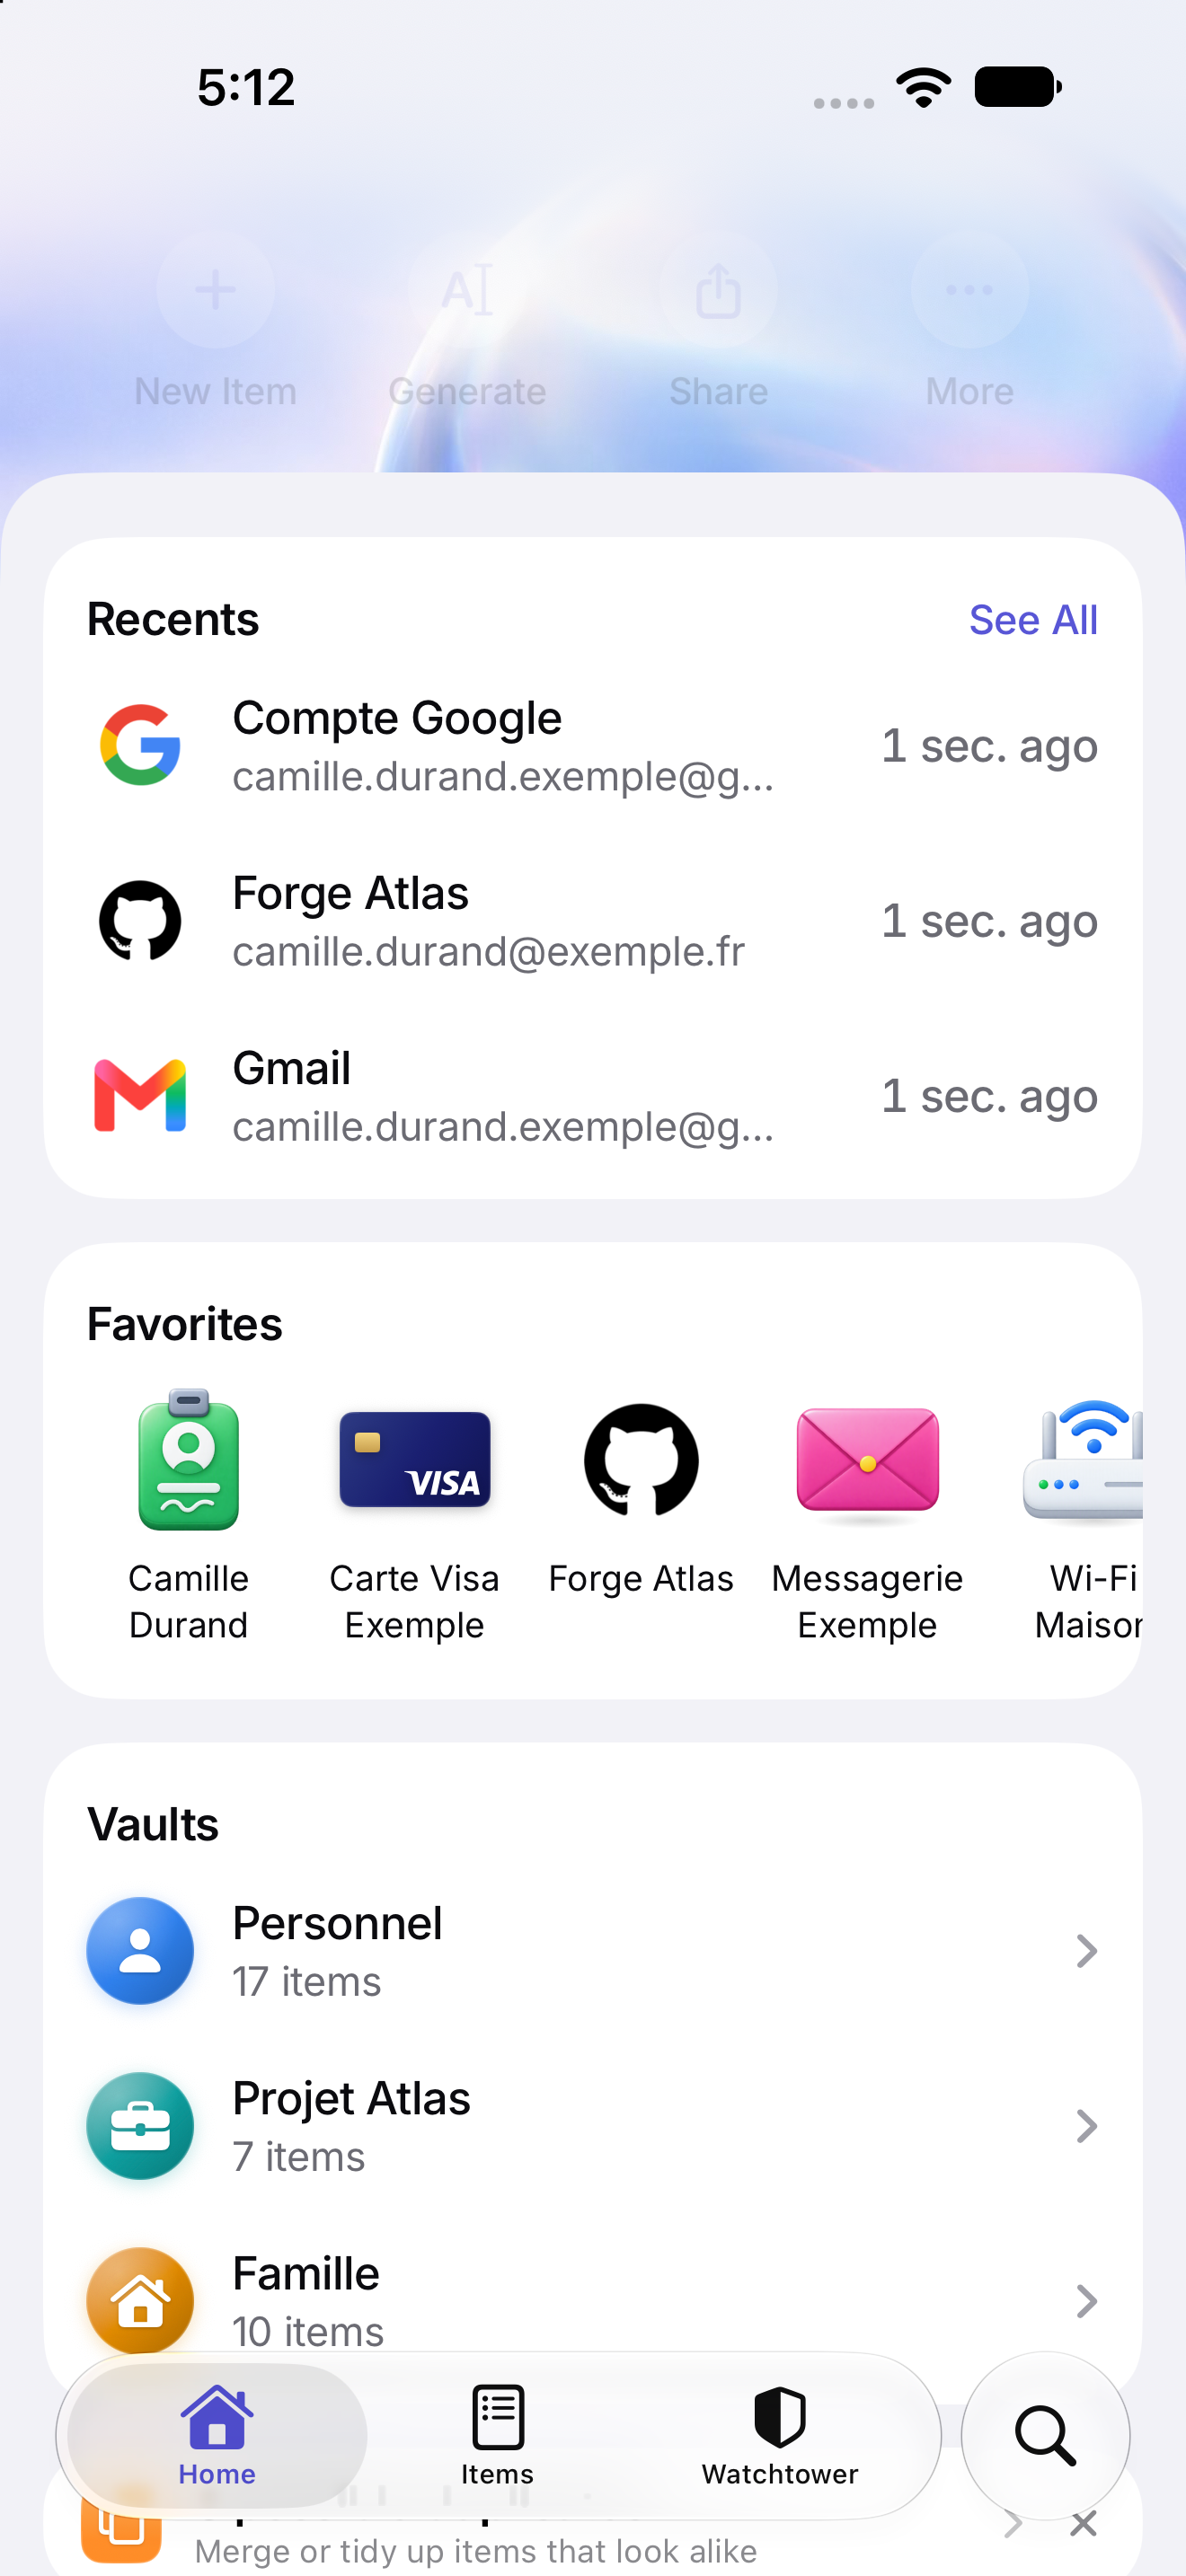 5:12
New Item
Generate
Share
More
Recents
See All
Compte Google
camille.durand.exemple@g...
1 sec. ago
Forge Atlas
camille.durand@exemple.fr
1 sec. ago
Gmail
camille.durand.exemple@g...
1 sec. ago
Favorites
VISA
Camille
Durand
Carte Visa
Exemple
Forge Atlas
Messagerie
Exemple
Wi-Fi
Maison
Vaults
Personnel
17 items
Projet Atlas
7 items
Famille
10 items
Home
Items
Watchtower
Merge or tidy up items that look alike